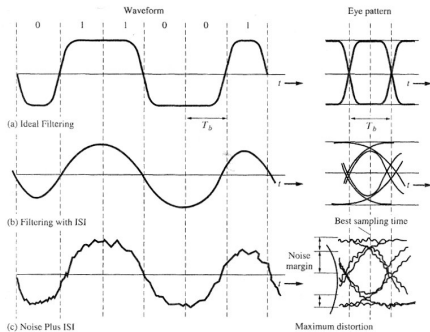 Waveform
Eye pattern
0 1 1 0 0 1
t
t
T_b
T_b
(a) Ideal Filtering
t
t
(b) Filtering with ISI
Best sampling time
Noise
margin
t
t
(c) Noise Plus ISI
Maximum distortion